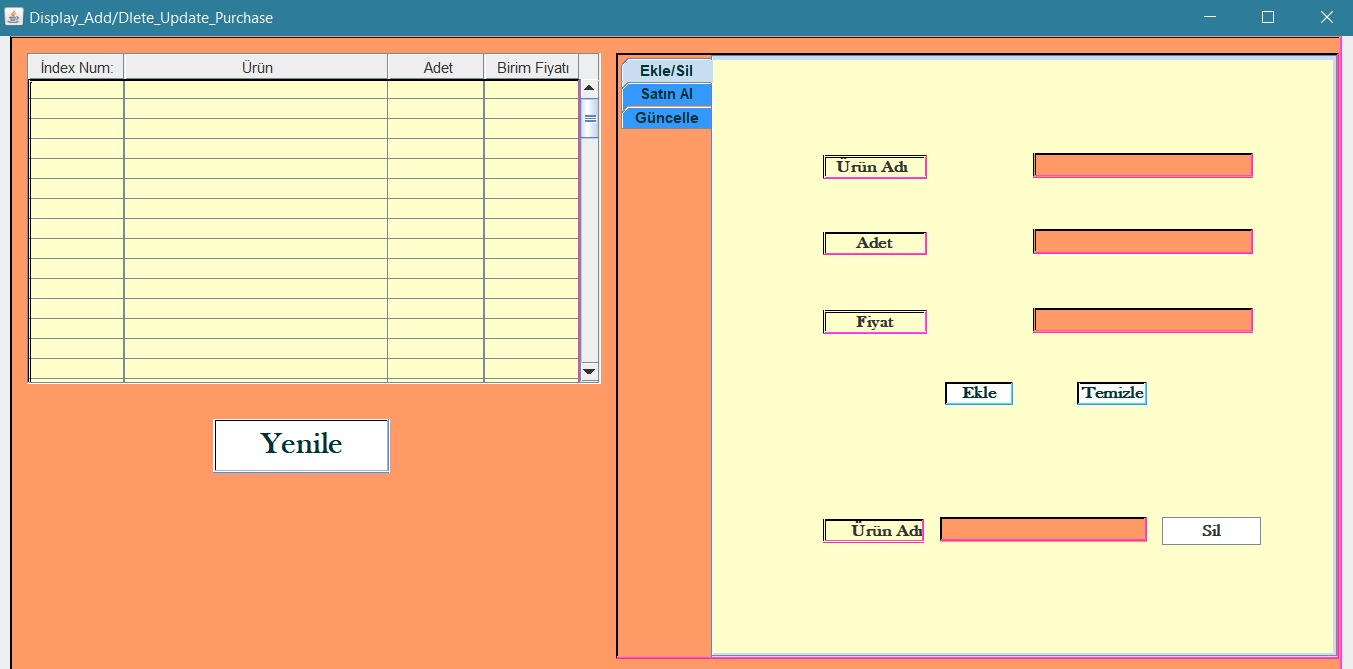 Display_Add/Dlete_Update_Purchase
İndex Num: Ürün Adet Birim Fiyatı
Yenile
Ekle/Sil
Satın Al
Güncelle
Ürün Adı
Adet
Fiyat
Ekle Temizle
Ürün Adı Sil